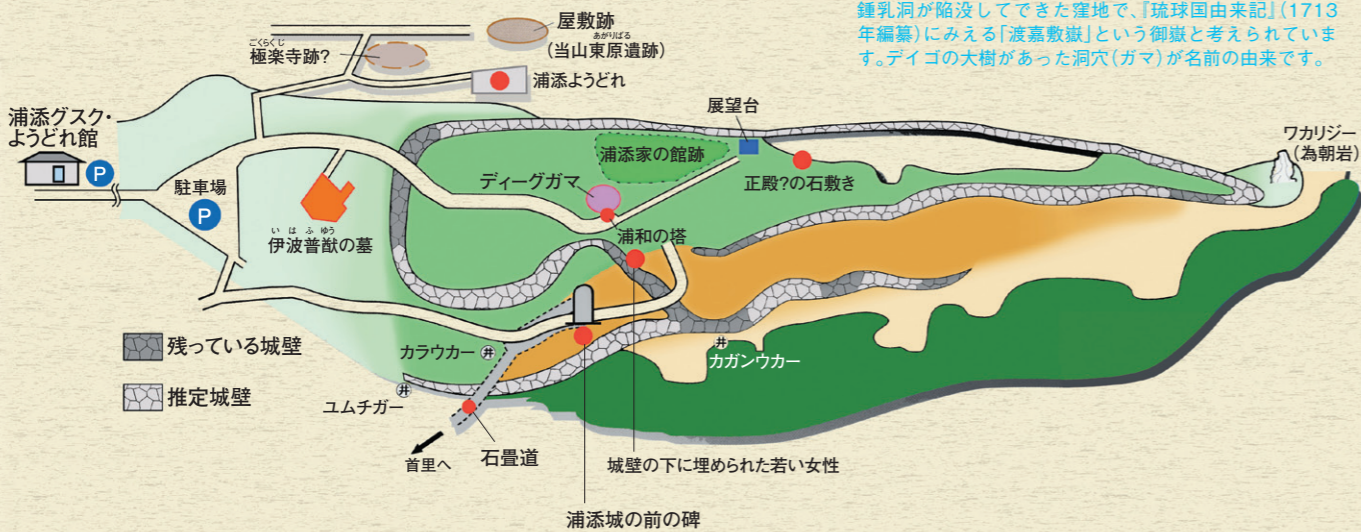 鍾乳洞が陥没してできた窪地で、『琉球国由来記』(1713
年編纂)にみえる「渡嘉敷嶽」という御嶽と考えられていま
す。デイゴの大樹があった洞穴(ガマ)が名前の由来です。
屋敷跡
あがりばる
(当山東原遺跡)
ごくらくじ
極楽寺跡?
浦添ようどれ
浦添グスク・
ようどれ館
P
駐車場
P
い は ふ ゆう
伊波普猷の墓
展望台
浦添家の館跡
ディーグガマ
正殿?の石敷き
ワカリジー
(為朝岩)
浦和の塔
残っている城壁
推定城壁
カラウカー 井
井
カガンウカー
井
ユムチガー
首里へ
石畳道
城壁の下に埋められた若い女性
浦添城の前の碑